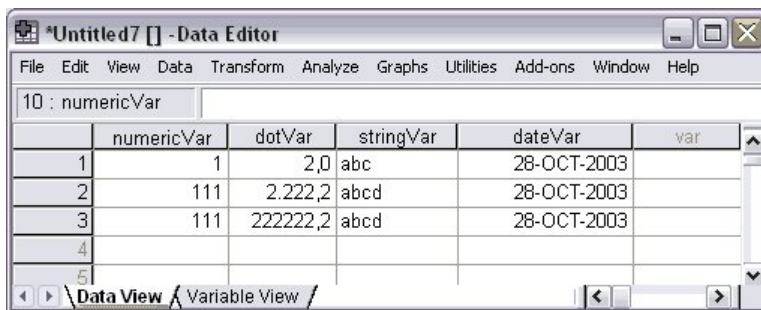 *Untitled7 [] - Data Editor
File Edit View Data Transform Analyze Graphs Utilities Add-ons Window Help
10 : numericVar
numericVar dotVar stringVar dateVar var
1 1 2,0 abc 28-OCT-2003
2 111 2.222,2 abcd 28-OCT-2003
3 111 222222,2 abcd 28-OCT-2003
4
5
Data View Variable View